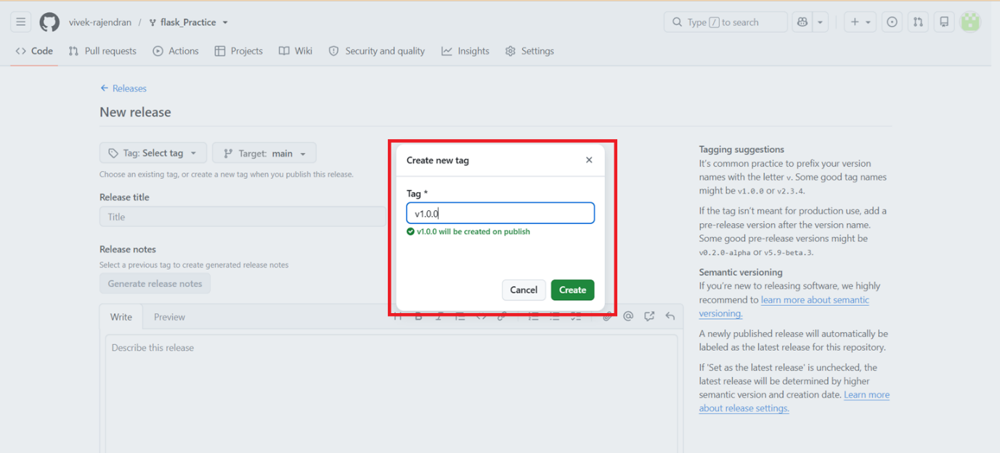 vivek-rajendran / flask_Practice
Type / to search
Code Pull requests Actions Projects Wiki Security and quality Insights Settings
← Releases
New release
Tag: Select tag Target: main
Choose an existing tag, or create a new tag when you publish this release.
Release title
Title
Release notes
Select a previous tag to create generated release notes
Generate release notes
Write Preview
Describe this release
Create new tag
Tag *
v1.0.0
v1.0.0 will be created on publish
Cancel Create
Tagging suggestions
It's common practice to prefix your version
names with the letter v. Some good tag names
might be v1.0.0 or v2.3.4.
If the tag isn't meant for production use, add a
pre-release version after the version name.
Some good pre-release versions might be
v0.2.0-alpha or v5.9-beta.3.
Semantic versioning
If you're new to releasing software, we highly
recommend to learn more about semantic
versioning.
A newly published release will automatically be
labeled as the latest release for this repository.
If 'Set as the latest release' is unchecked, the
latest release will be determined by higher
semantic version and creation date. Learn more
about release settings.